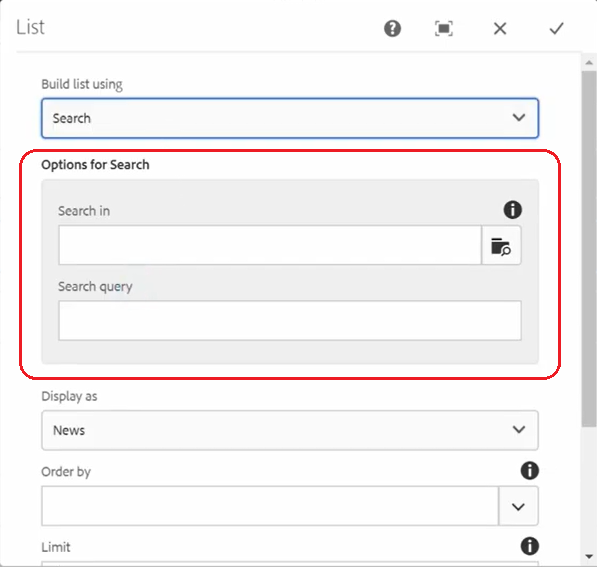 List
Build list using
Search
Options for Search
Search in
Search query
Display as
News
Order by
Limit